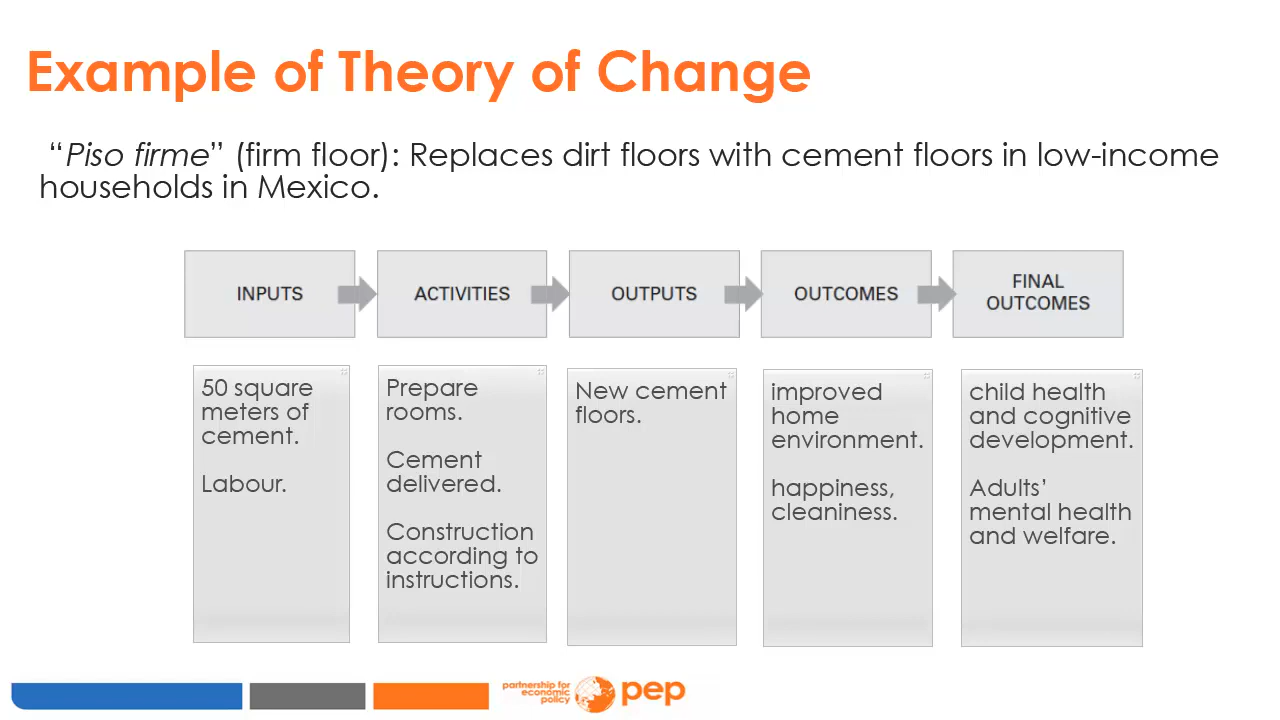 Example of Theory of Change
“Piso firme” (firm floor): Replaces dirt floors with cement floors in low-income
households in Mexico.
INPUTS
ACTIVITIES
OUTPUTS
OUTCOMES
FINAL
OUTCOMES
50 square
meters of
cement.
Labour.
Prepare
rooms.
Cement
delivered.
Construction
according to
instructions.
New cement
floors.
improved
home
environment.
happiness,
cleaniness.
child health
and cognitive
development.
Adults’
mental health
and welfare.
partnership for
economic
policy
pep